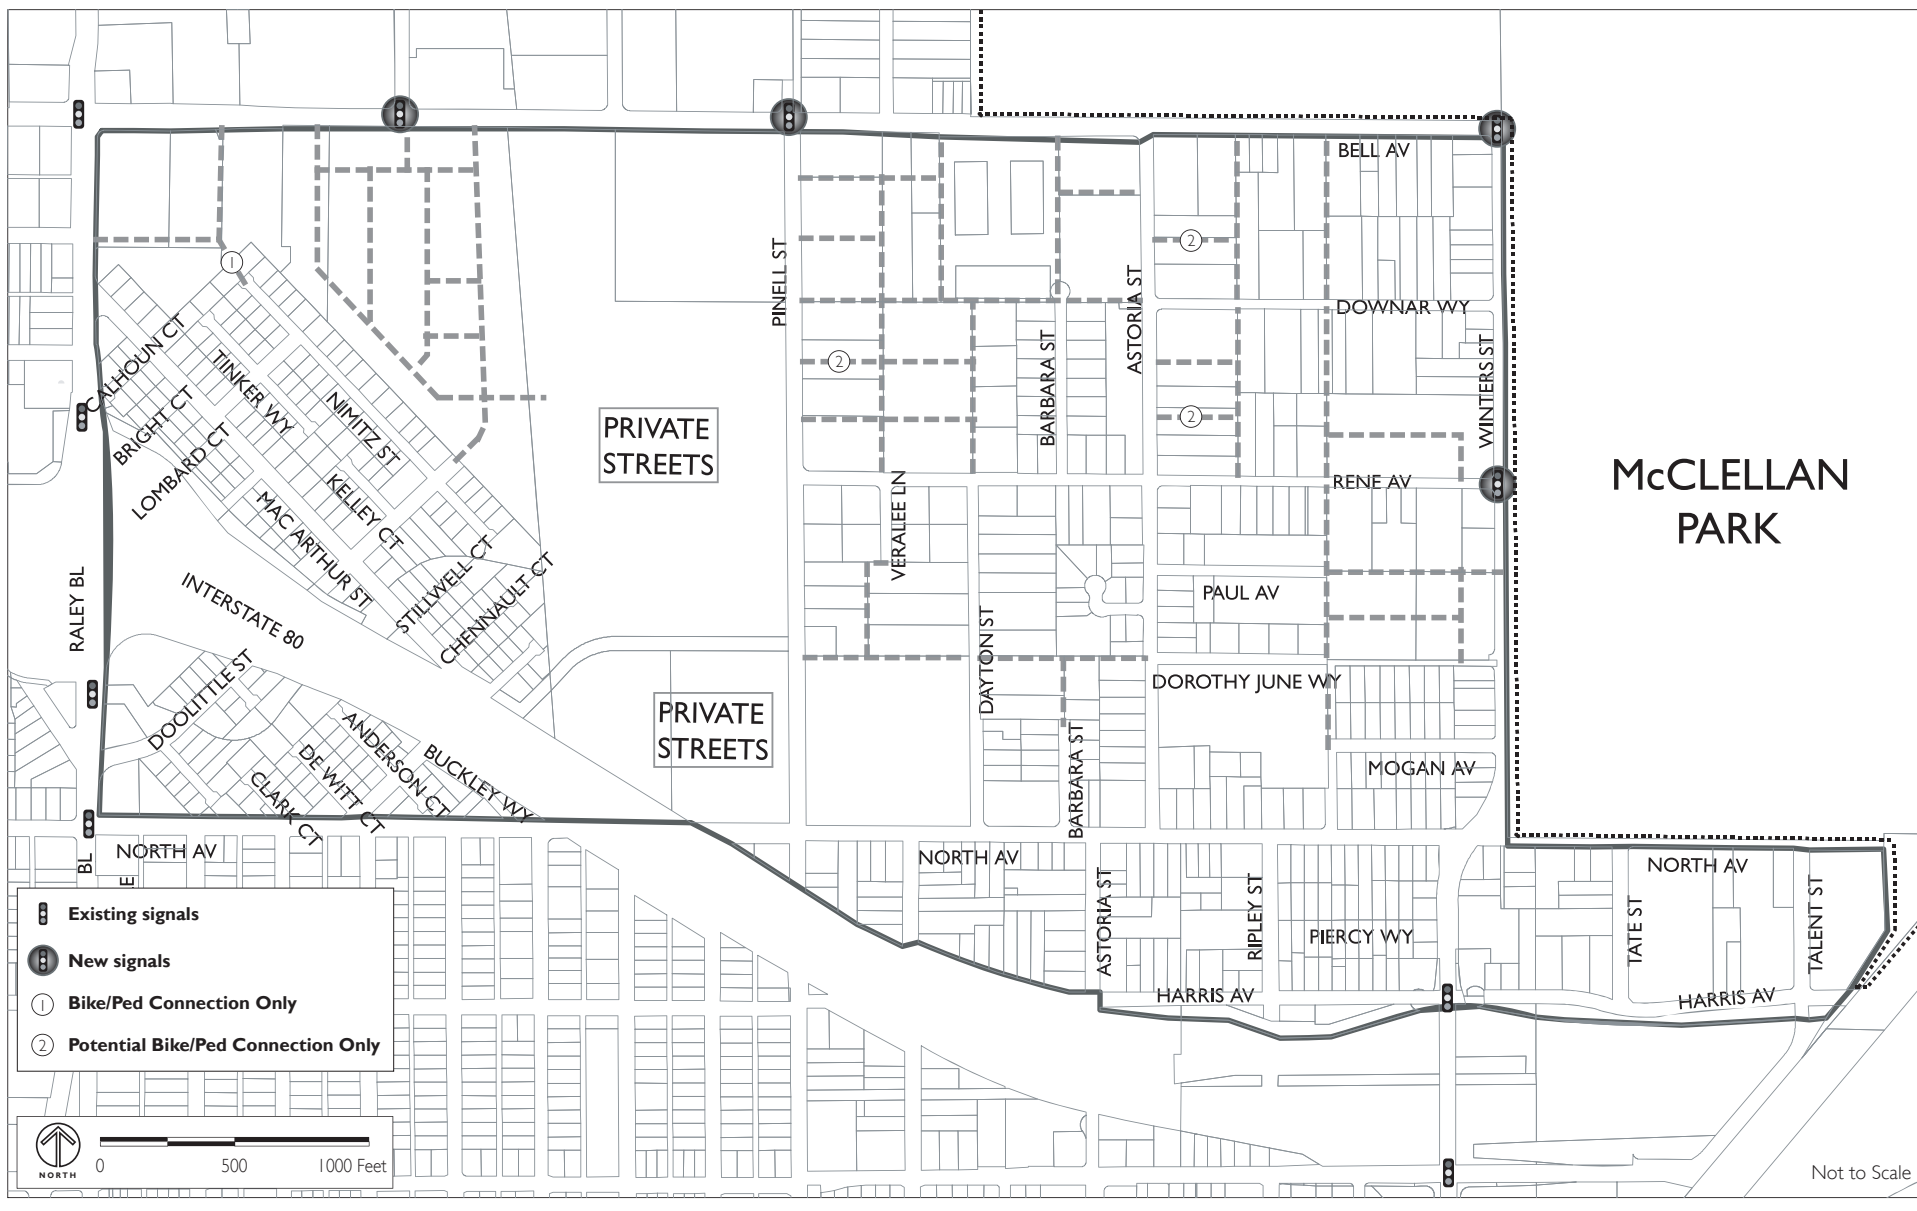 BELL AV
PINELL ST
ASTORIA ST
DOWNAR WY
CALHOUN CT
TINKER WY
NIMITZ ST
BRIGHT CT
LOMBARD CT
BARBARA ST
WINTERS ST
PRIVATE
STREETS
McCLELLAN
PARK
KELLEY CT
MAC ARTHUR ST
VERALEE LN
RENE AV
STILLWELL CT
CHENNAULT CT
RALEY BL
INTERSTATE 80
PAUL AV
DAYTON ST
DOROTHY JUNE WY
DOOLITTLE ST
PRIVATE
STREETS
ANDERSON CT
BUCKLEY WY
DE WITT CT
CLARK CT
BARBARA ST
MOGAN AV
BL
NORTH AV
E
NORTH AV
NORTH AV
ASTORIA ST
RIPLEY ST
PIERCY WY
TATE ST
TALENT ST
HARRIS AV
HARRIS AV
1
2
2
2
Existing signals
New signals
1 Bike/Ped Connection Only
2 Potential Bike/Ped Connection Only
NORTH
0 500 1000 Feet
Not to Scale